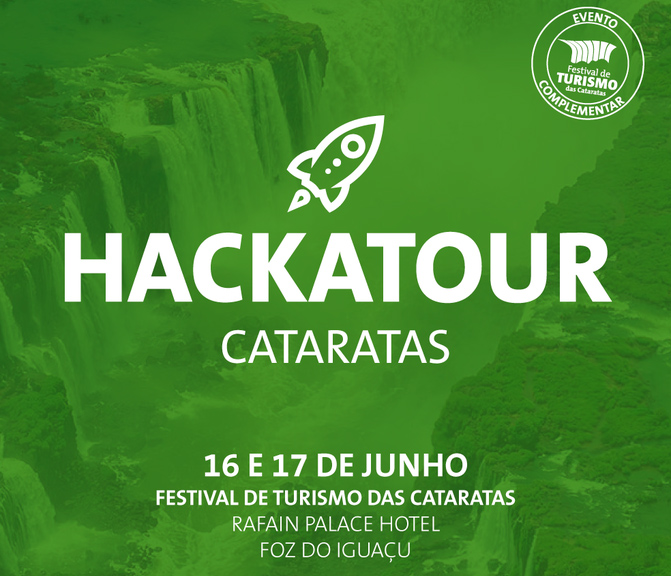 EVENTO
Festival de
TURISMO
das Cataratas
COMPLEMENTAR
HACKATOUR
CATARATAS
16 E 17 DE JUNHO
FESTIVAL DE TURISMO DAS CATARATAS
RAFAIN PALACE HOTEL
FOZ DO IGUAÇU